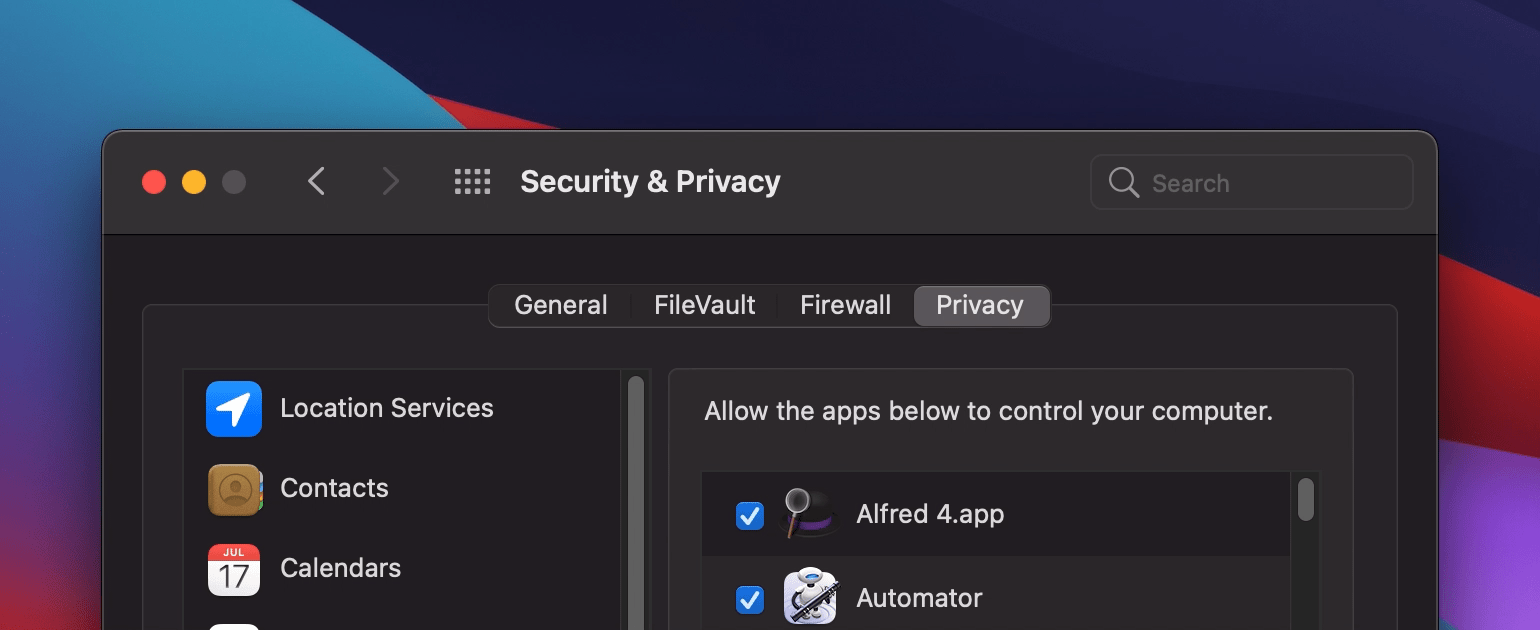 Security & Privacy
Search
General FileVault Firewall Privacy
Location Services
Contacts
JUL
17
Calendars
Allow the apps below to control your computer.
Alfred 4.app
Automator